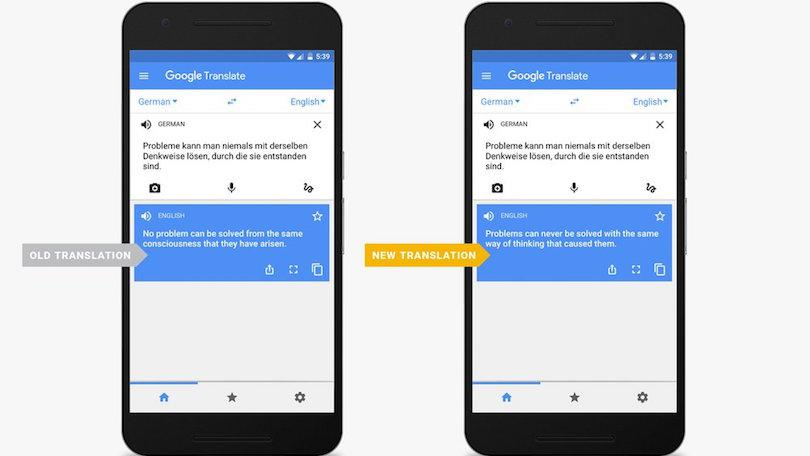 5:39
Google Translate
German
English
GERMAN
Probleme kann man niemals mit derselben
Denkweise lösen, durch die sie entstanden
sind.
ENGLISH
No problem can be solved from the same
consciousness that they have arisen.
OLD TRANSLATION
5:39
Google Translate
German
English
GERMAN
Probleme kann man niemals mit derselben
Denkweise lösen, durch die sie entstanden
sind.
ENGLISH
Problems can never be solved with the same
way of thinking that caused them.
NEW TRANSLATION